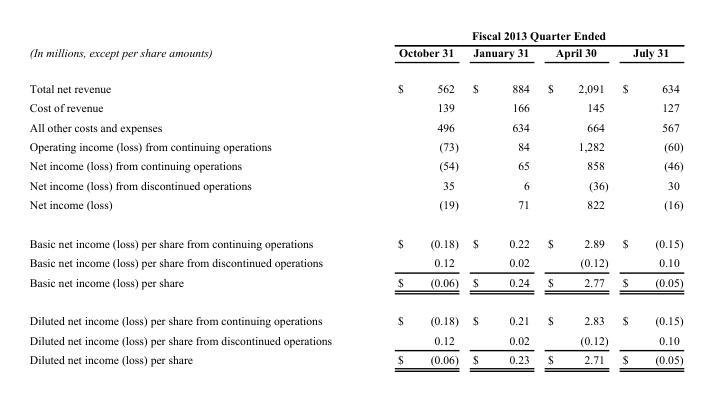 Fiscal 2013 Quarter Ended
(In millions, except per share amounts) October 31 January 31 April 30 July 31
Total net revenue $ 562 $ 884 $ 2,091 $ 634
Cost of revenue 139 166 145 127
All other costs and expenses 496 634 664 567
Operating income (loss) from continuing operations (73) 84 1,282 (60)
Net income (loss) from continuing operations (54) 65 858 (46)
Net income (loss) from discontinued operations 35 6 (36) 30
Net income (loss) (19) 71 822 (16)
Basic net income (loss) per share from continuing operations $ (0.18) $ 0.22 $ 2.89 $ (0.15)
Basic net income (loss) per share from discontinued operations 0.12 0.02 (0.12) 0.10
Basic net income (loss) per share $ (0.06) $ 0.24 $ 2.77 $ (0.05)
Diluted net income (loss) per share from continuing operations $ (0.18) $ 0.21 $ 2.83 $ (0.15)
Diluted net income (loss) per share from discontinued operations 0.12 0.02 (0.12) 0.10
Diluted net income (loss) per share $ (0.06) $ 0.23 $ 2.71 $ (0.05)